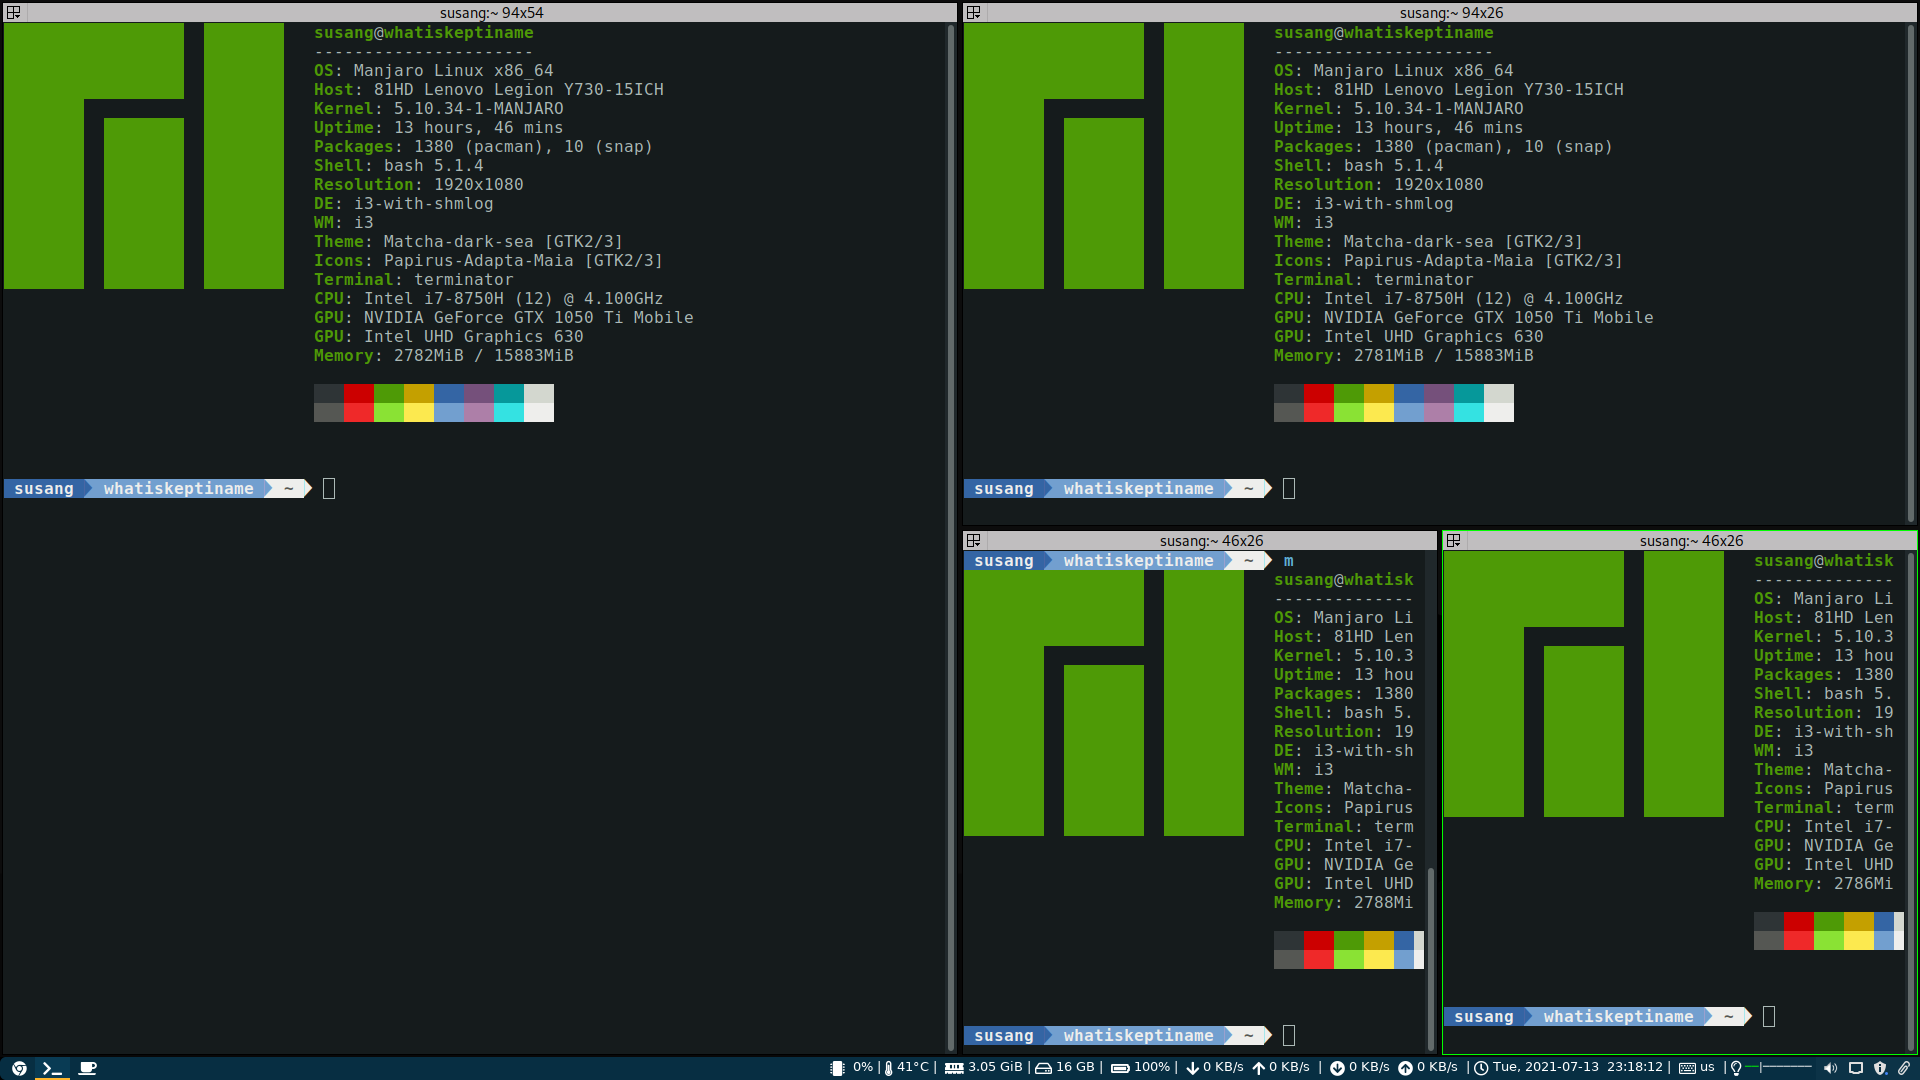 susang:~ 94x54
susang@whatiskeptiname
----------------------
OS: Manjaro Linux x86_64
Host: 81HD Lenovo Legion Y730-15ICH
Kernel: 5.10.34-1-MANJARO
Uptime: 13 hours, 46 mins
Packages: 1380 (pacman), 10 (snap)
Shell: bash 5.1.4
Resolution: 1920x1080
DE: i3-with-shmlog
WM: i3
Theme: Matcha-dark-sea [GTK2/3]
Icons: Papirus-Adapta-Maia [GTK2/3]
Terminal: terminator
CPU: Intel i7-8750H (12) @ 4.100GHz
GPU: NVIDIA GeForce GTX 1050 Ti Mobile
GPU: Intel UHD Graphics 630
Memory: 2782MiB / 15883MiB
susang whatiskeptiname ~
susang:~ 94x26
susang@whatiskeptiname
----------------------
OS: Manjaro Linux x86_64
Host: 81HD Lenovo Legion Y730-15ICH
Kernel: 5.10.34-1-MANJARO
Uptime: 13 hours, 46 mins
Packages: 1380 (pacman), 10 (snap)
Shell: bash 5.1.4
Resolution: 1920x1080
DE: i3-with-shmlog
WM: i3
Theme: Matcha-dark-sea [GTK2/3]
Icons: Papirus-Adapta-Maia [GTK2/3]
Terminal: terminator
CPU: Intel i7-8750H (12) @ 4.100GHz
GPU: NVIDIA GeForce GTX 1050 Ti Mobile
GPU: Intel UHD Graphics 630
Memory: 2781MiB / 15883MiB
susang whatiskeptiname ~
susang:~ 46x26
susang whatiskeptiname ~ m
susang@whatisk
--------------
OS: Manjaro Li
Host: 81HD Len
Kernel: 5.10.3
Uptime: 13 hou
Packages: 1380
Shell: bash 5.
Resolution: 19
DE: i3-with-sh
WM: i3
Theme: Matcha-
Icons: Papirus
Terminal: term
CPU: Intel i7-
GPU: NVIDIA Ge
GPU: Intel UHD
Memory: 2788Mi
susang whatiskeptiname ~
susang:~ 46x26
susang@whatisk
--------------
OS: Manjaro Li
Host: 81HD Len
Kernel: 5.10.3
Uptime: 13 hou
Packages: 1380
Shell: bash 5.
Resolution: 19
DE: i3-with-sh
WM: i3
Theme: Matcha-
Icons: Papirus
Terminal: term
CPU: Intel i7-
GPU: NVIDIA Ge
GPU: Intel UHD
Memory: 2786Mi
susang whatiskeptiname ~
0% | 41°C | 3.05 GiB | 16 GB | 100% | 0 KB/s 0 KB/s | 0 KB/s 0 KB/s | Tue, 2021-07-13 23:18:12 | us |